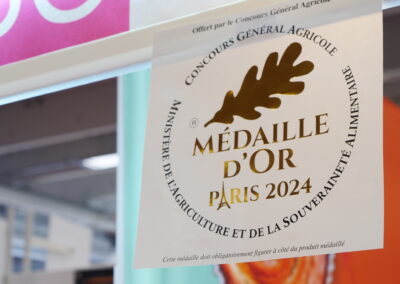 Offert par le Concours Général Agricole
CONCOURS GÉNÉRAL AGRICOLE
®
MÉDAILLE
D'OR
PARIS 2024
MINISTÈRE DE L'AGRICULTURE ET DE LA SOUVERAINETÉ ALIMENTAIRE
Cette médaille doit obligatoirement figurer à côté du produit médaillé